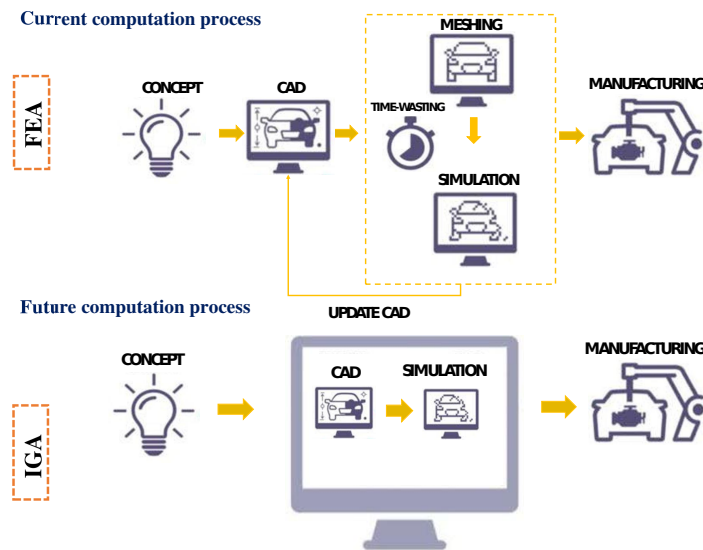 Current computation process
FEA
CONCEPT
CAD
MESHING
TIME-WASTING
SIMULATION
MANUFACTURING
Future computation process
UPDATE CAD
IGA
CONCEPT
CAD
SIMULATION
MANUFACTURING